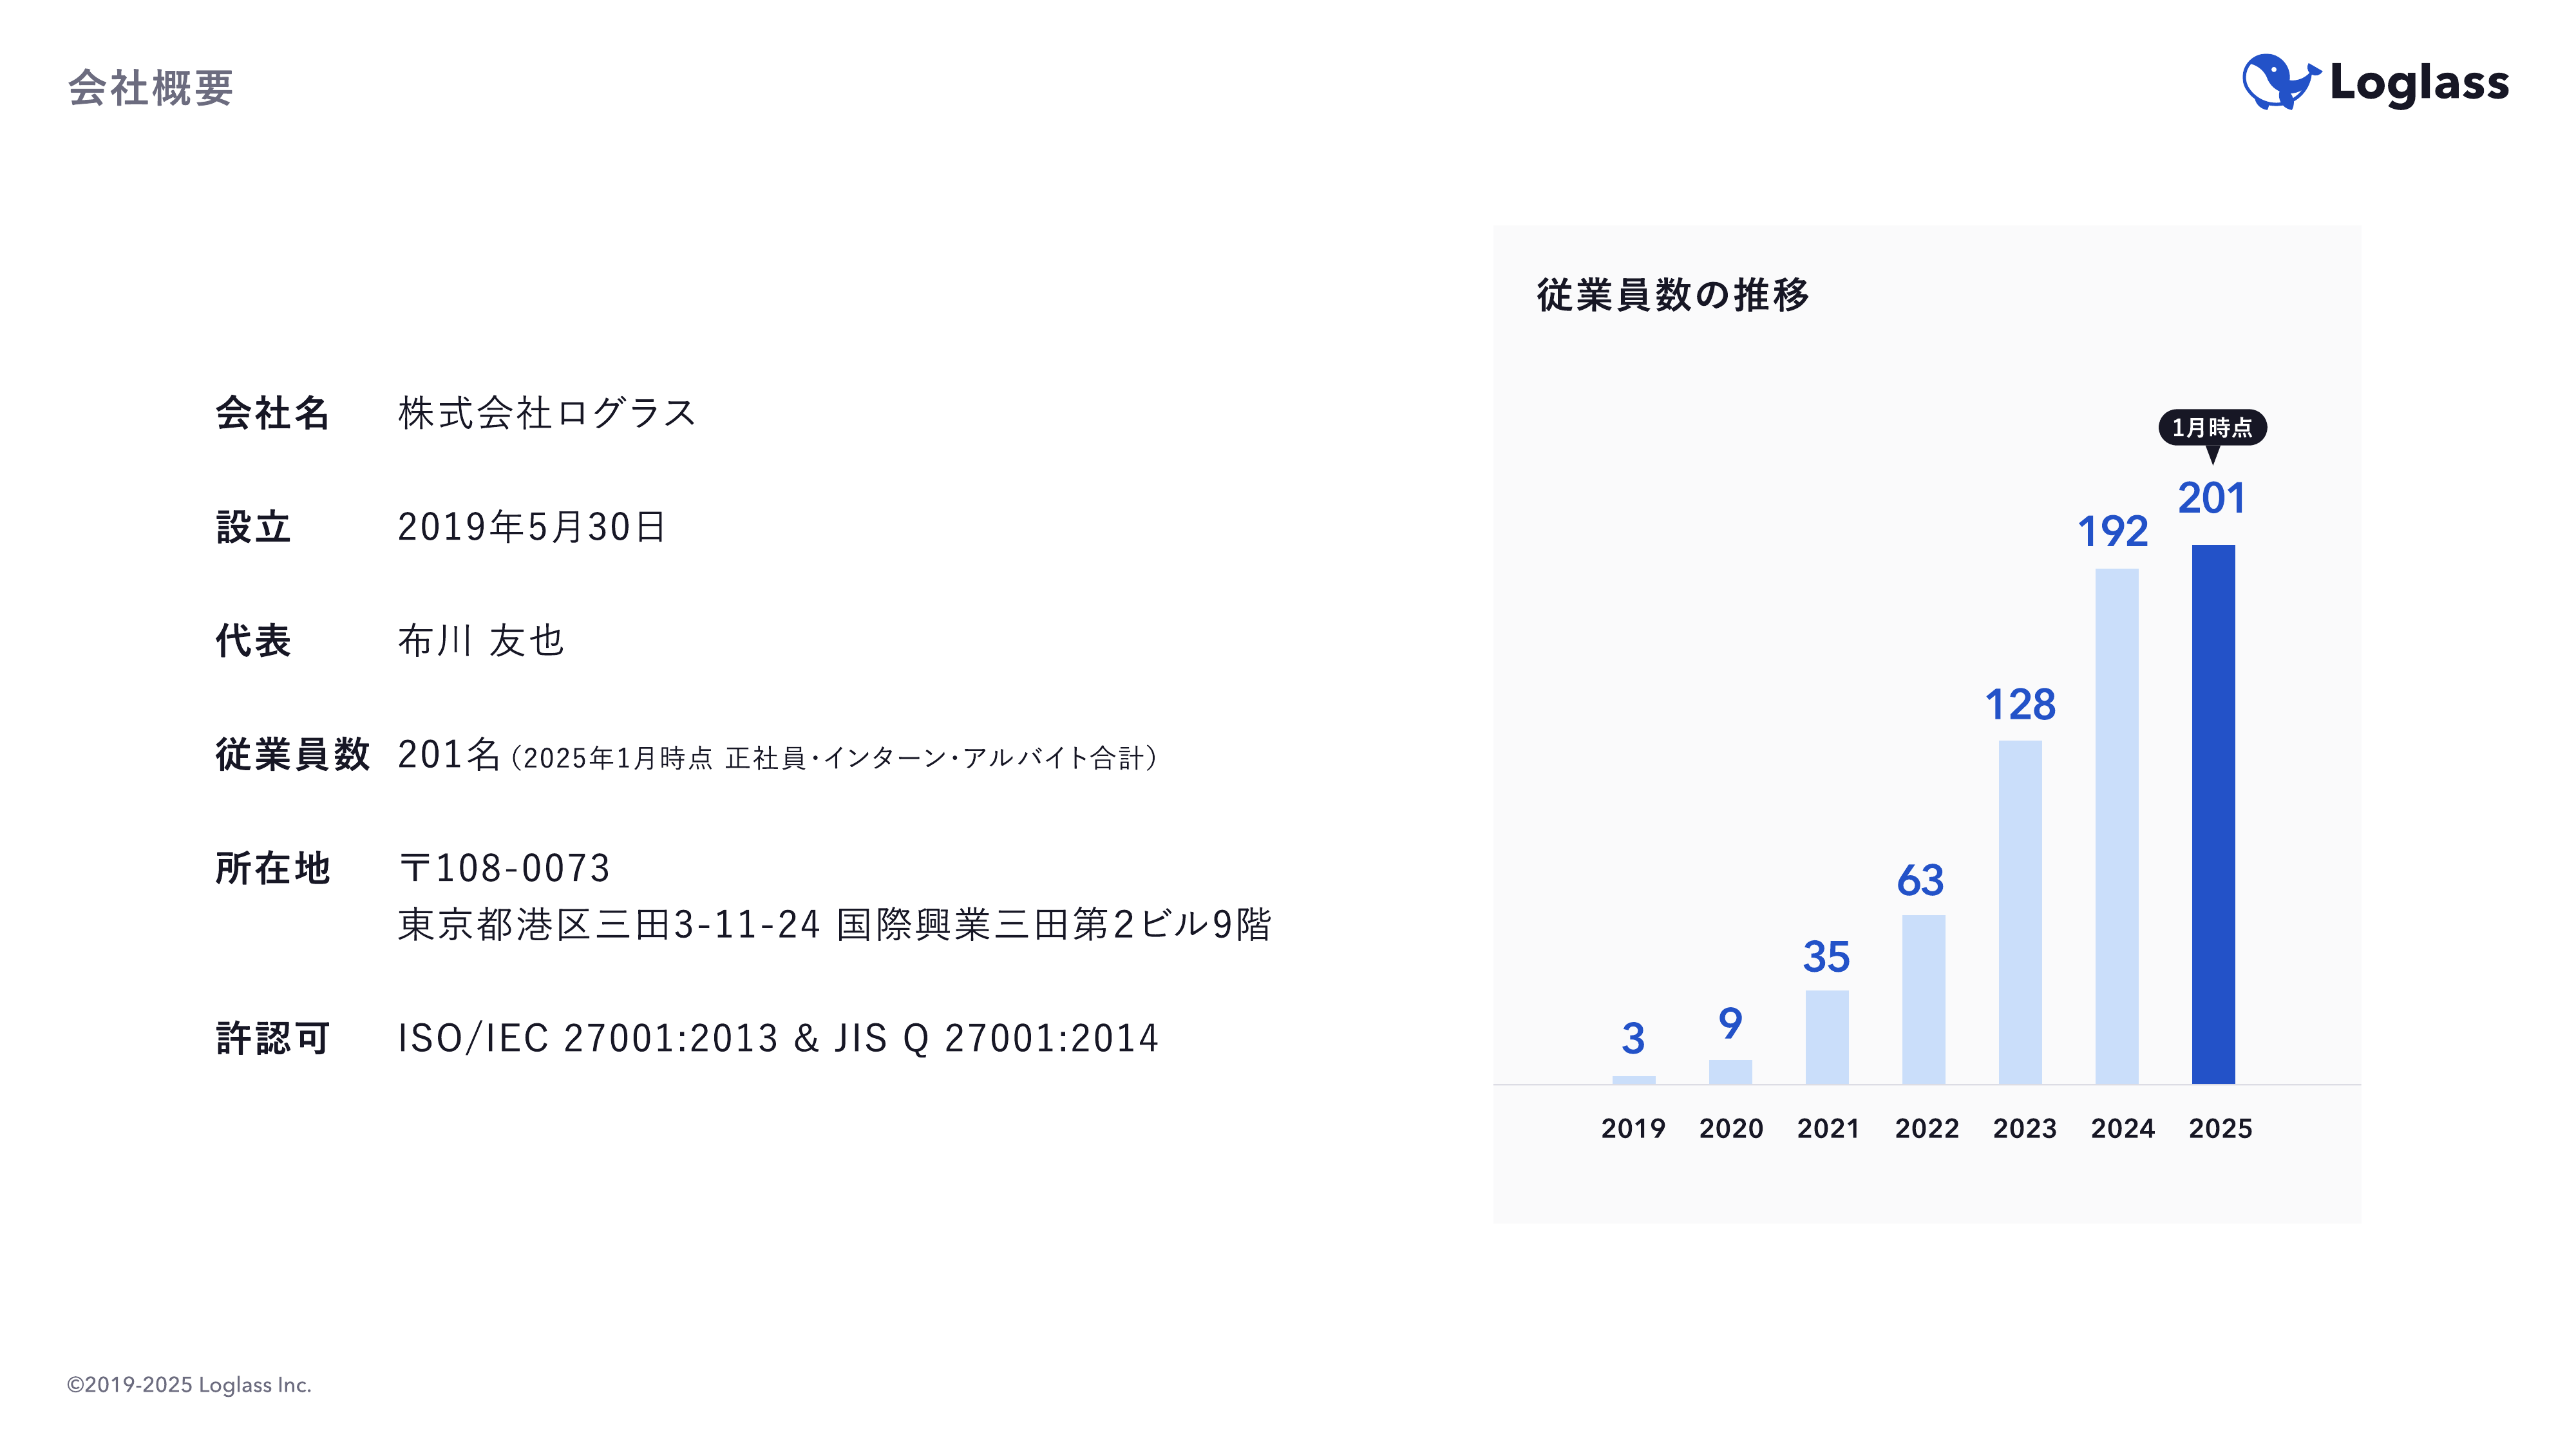 会社概要
Loglass
会社名 株式会社ログラス
設立 2019年5月30日
代表 布川 友也
従業員数 201名（2025年1月時点 正社員・インターン・アルバイト合計）
所在地 〒108-0073
東京都港区三田3-11-24 国際興業三田第2ビル9階
許認可 ISO/IEC 27001:2013 & JIS Q 27001:2014
従業員数の推移
1月時点
3 9 35 63 128 192 201
2019 2020 2021 2022 2023 2024 2025
©2019-2025 Loglass Inc.